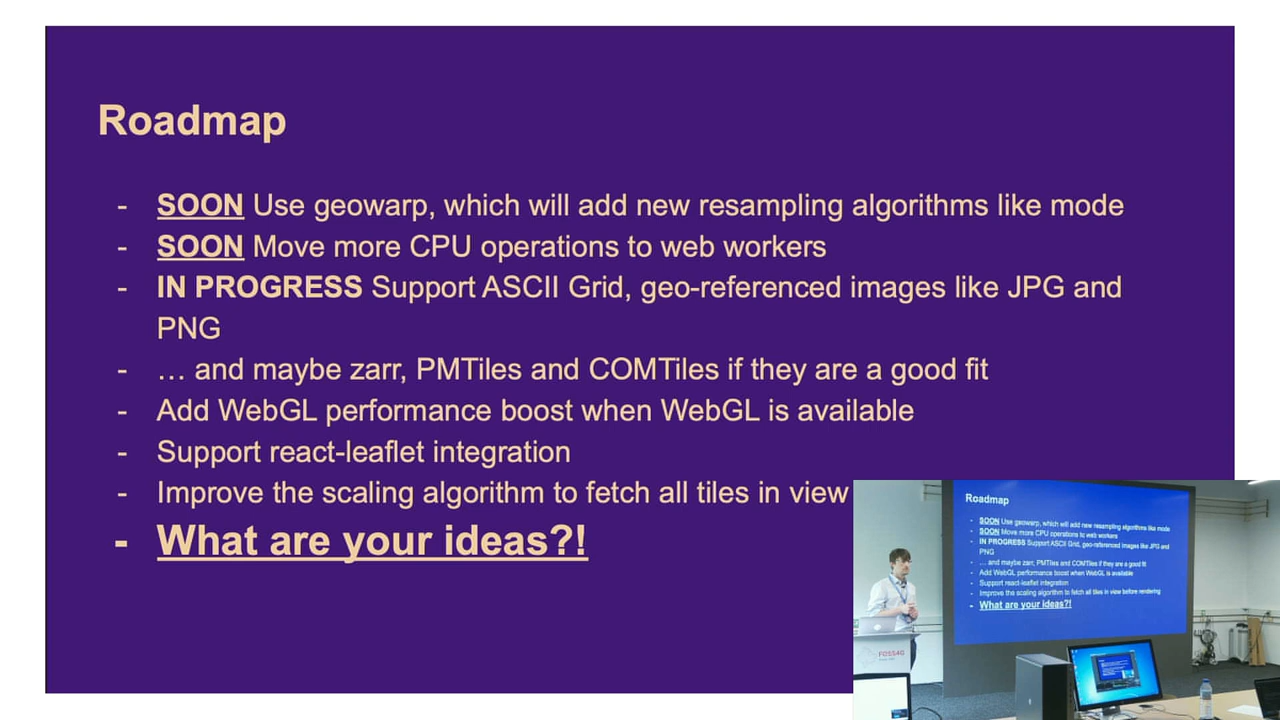 Roadmap
- SOON Use geowarp, which will add new resampling algorithms like mode
- SOON Move more CPU operations to web workers
- IN PROGRESS Support ASCII Grid, geo-referenced images like JPG and
PNG
- … and maybe zarr, PMTiles and COMTiles if they are a good fit
- Add WebGL performance boost when WebGL is available
- Support react-leaflet integration
- Improve the scaling algorithm to fetch all tiles in view
- What are your ideas?!
Roadmap
- SOON Use geowarp, which will add new resampling algorithms like mode
- SOON Move more CPU operations to web workers
- IN PROGRESS Support ASCII Grid, geo-referenced images like JPG and
PNG
- … and maybe zarr, PMTiles and COMTiles if they are a good fit
- Add WebGL performance boost when WebGL is available
- Support react-leaflet integration
- Improve the scaling algorithm to fetch all tiles in view before rendering
- What are your ideas?!
FOSS4G